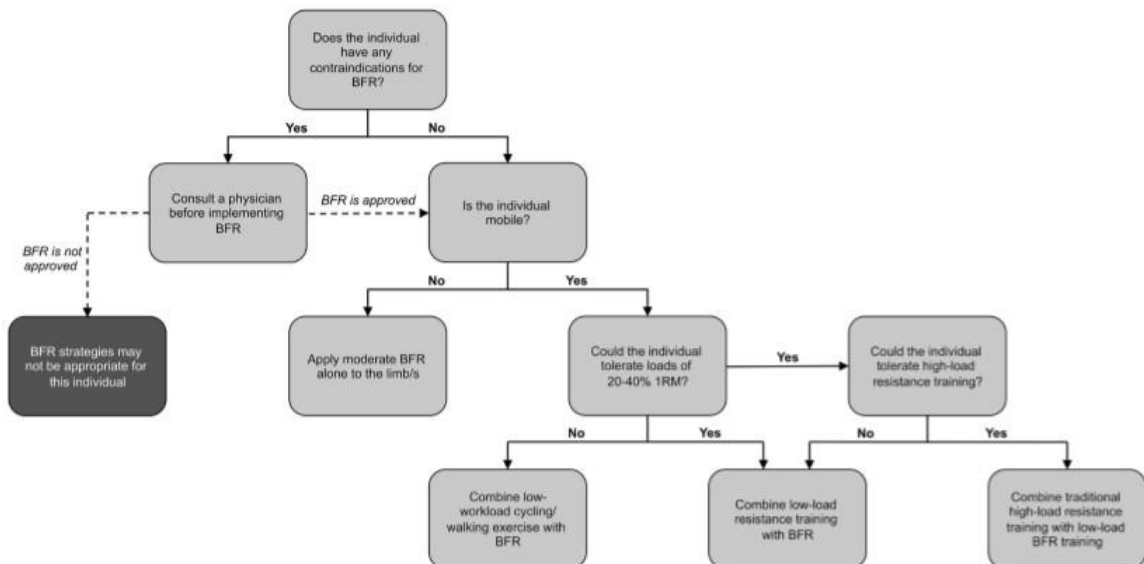 Does the individual
have any
contraindications for
BFR?
Yes
No
Consult a physician
before implementing
BFR
BFR is approved
Is the individual
mobile?
BFR is not
approved
No
Yes
BFR strategies may
not be appropriate for
this individual
Apply moderate BFR
alone to the limb/s
Could the individual
tolerate loads of
20-40% 1RM?
Yes
Could the individual
tolerate high-load
resistance training?
No
Yes
No
Yes
Combine low-
workload cycling/
walking exercise with
BFR
Combine low-load
resistance training
with BFR
Combine traditional
high-load resistance
training with low-load
BFR training